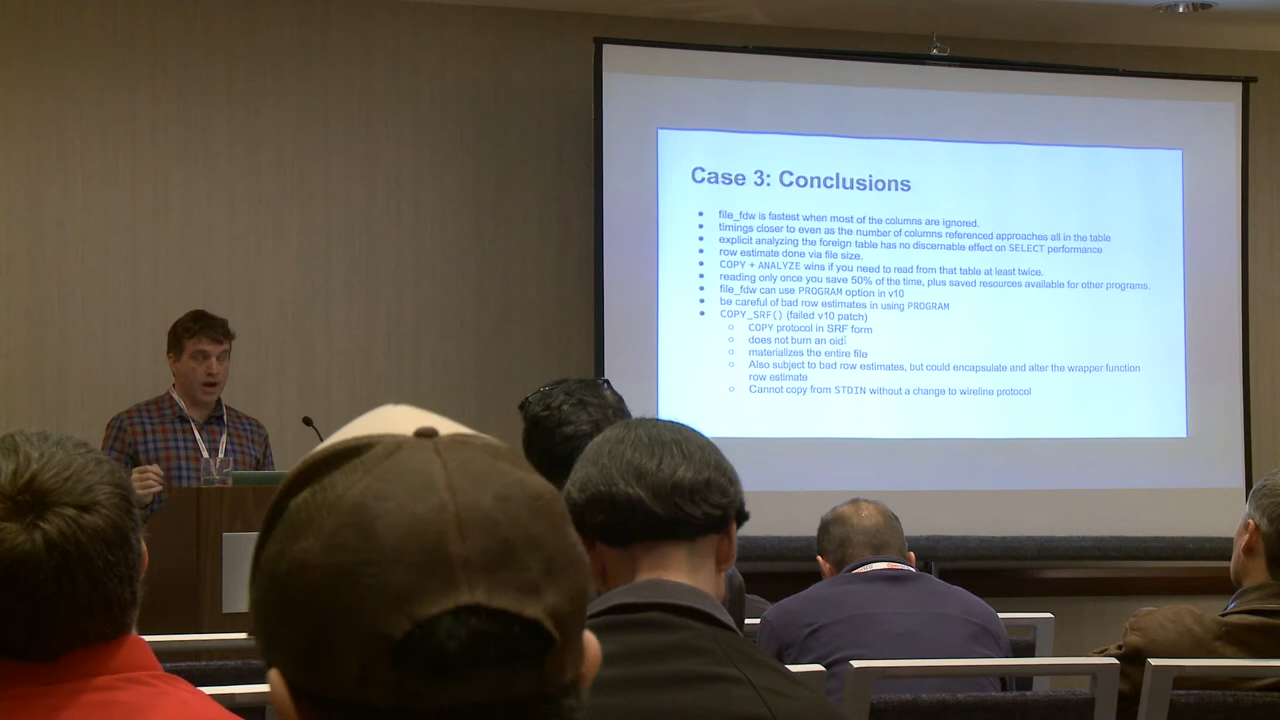 Case 3: Conclusions
file_fdw is fastest when most of the columns are ignored.
timings closer to even as the number of columns referenced approaches all in the table
explicit analyzing the foreign table has no discernable effect on SELECT performance
row estimate done via file size.
COPY + ANALYZE wins if you need to read from that table at least twice.
reading only once you save 50% of the time, plus saved resources available for other programs.
file_fdw can use PROGRAM option in v10
be careful of bad row estimates in using PROGRAM
COPY_SRF() (failed v10 patch)
COPY protocol in SRF form
does not burn an oid
materializes the entire file
Also subject to bad row estimates, but could encapsulate and alter the wrapper function
row estimate
Cannot copy from STDIN without a change to wireline protocol